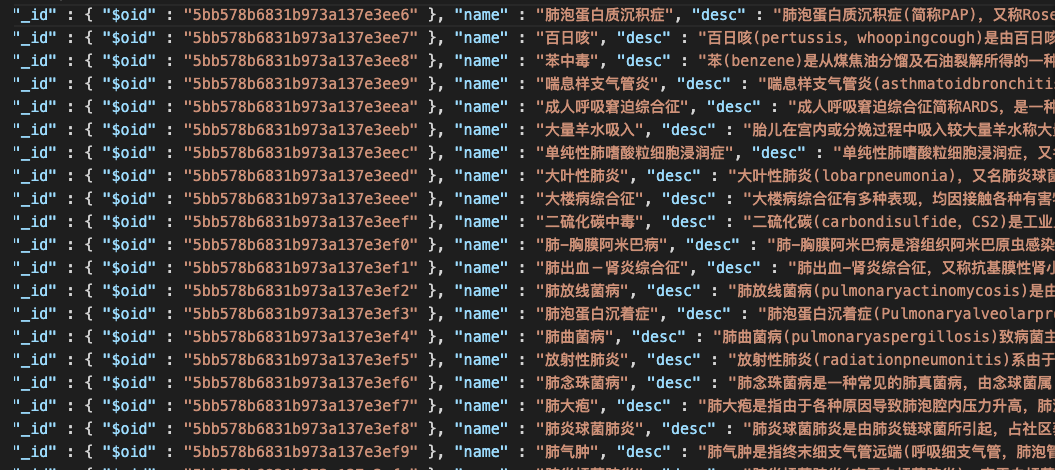 "_id" : { "$oid" : "5bb578b6831b973a137e3ee6" }, "name" : "肺泡蛋白质沉积症", "desc" : "肺泡蛋白质沉积症(简称PAP)，又称Rose
"_id" : { "$oid" : "5bb578b6831b973a137e3ee7" }, "name" : "百日咳", "desc" : "百日咳(pertussis，whoopingcough)是由百日咳
"_id" : { "$oid" : "5bb578b6831b973a137e3ee8" }, "name" : "苯中毒", "desc" : "苯(benzene)是从煤焦油分馏及石油裂解所得的一种
"_id" : { "$oid" : "5bb578b6831b973a137e3ee9" }, "name" : "喘息样支气管炎", "desc" : "喘息样支气管炎(asthmatoidbronchiti
"_id" : { "$oid" : "5bb578b6831b973a137e3eea" }, "name" : "成人呼吸窘迫综合征", "desc" : "成人呼吸窘迫综合征简称ARDS，是一种
"_id" : { "$oid" : "5bb578b6831b973a137e3eeb" }, "name" : "大量羊水吸入", "desc" : "胎儿在宫内或分娩过程中吸入较大量羊水称大
"_id" : { "$oid" : "5bb578b6831b973a137e3eec" }, "name" : "单纯性肺嗜酸粒细胞浸润症", "desc" : "单纯性肺嗜酸粒细胞浸润症，又
"_id" : { "$oid" : "5bb578b6831b973a137e3eed" }, "name" : "大叶性肺炎", "desc" : "大叶性肺炎(lobarpneumonia)，又名肺炎球菌
"_id" : { "$oid" : "5bb578b6831b973a137e3eee" }, "name" : "大楼病综合征", "desc" : "大楼病综合征有多种表现，均因接触各种有害
"_id" : { "$oid" : "5bb578b6831b973a137e3eef" }, "name" : "二硫化碳中毒", "desc" : "二硫化碳(carbondisulfide，CS2)是工业
"_id" : { "$oid" : "5bb578b6831b973a137e3ef0" }, "name" : "肺-胸膜阿米巴病", "desc" : "肺-胸膜阿米巴病是溶组织阿米巴原虫感染
"_id" : { "$oid" : "5bb578b6831b973a137e3ef1" }, "name" : "肺出血－肾炎综合征", "desc" : "肺出血-肾炎综合征，又称抗基膜性肾小
"_id" : { "$oid" : "5bb578b6831b973a137e3ef2" }, "name" : "肺放线菌病", "desc" : "肺放线菌病(pulmonaryactinomycosis)是由
"_id" : { "$oid" : "5bb578b6831b973a137e3ef3" }, "name" : "肺泡蛋白沉着症", "desc" : "肺泡蛋白沉着症(Pulmonaryalveolarpro
"_id" : { "$oid" : "5bb578b6831b973a137e3ef4" }, "name" : "肺曲菌病", "desc" : "肺曲菌病(pulmonaryaspergillosis)致病菌主
"_id" : { "$oid" : "5bb578b6831b973a137e3ef5" }, "name" : "放射性肺炎", "desc" : "放射性肺炎(radiationpneumonitis)系由于
"_id" : { "$oid" : "5bb578b6831b973a137e3ef6" }, "name" : "肺念珠菌病", "desc" : "肺念珠菌病是一种常见的肺真菌病，由念球菌属
"_id" : { "$oid" : "5bb578b6831b973a137e3ef7" }, "name" : "肺大疱", "desc" : "肺大疱是指由于各种原因导致肺泡腔内压力升高，肺
"_id" : { "$oid" : "5bb578b6831b973a137e3ef8" }, "name" : "肺炎球菌肺炎", "desc" : "肺炎球菌肺炎是由肺炎链球菌所引起，占社区
"_id" : { "$oid" : "5bb578b6831b973a137e3ef9" }, "name" : "肺气肿", "desc" : "肺气肿是指终末细支气管远端(呼吸细支气管，肺泡管